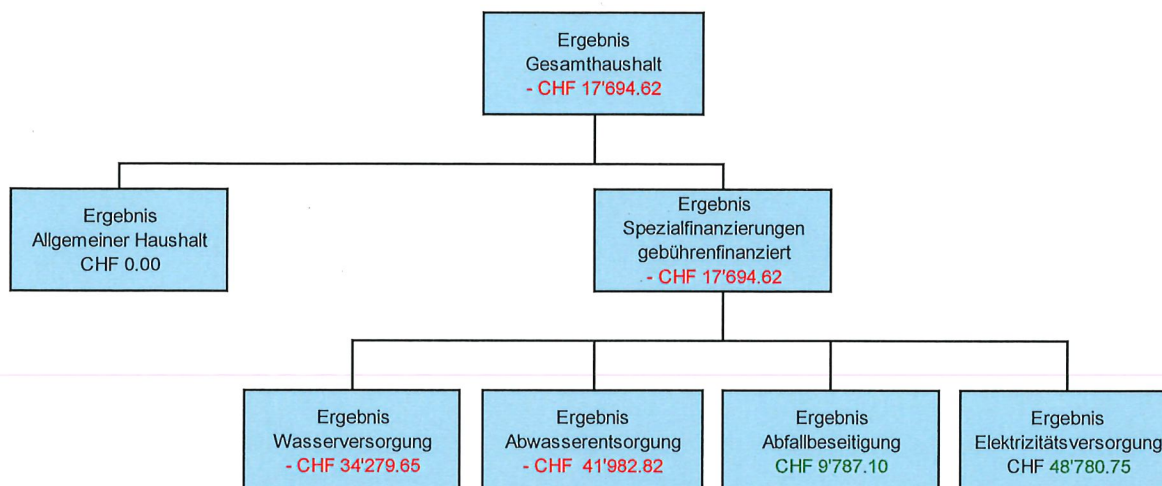 Ergebnis
Gesamthaushalt
- CHF 17'694.62
Ergebnis
Allgemeiner Haushalt
CHF 0.00
Ergebnis
Spezialfinanzierungen
gebührenfinanziert
- CHF 17'694.62
Ergebnis
Wasserversorgung
- CHF 34'279.65
Ergebnis
Abwasserentsorgung
- CHF 41'982.82
Ergebnis
Abfallbeseitigung
CHF 9'787.10
Ergebnis
Elektrizitätsversorgung
CHF 48'780.75